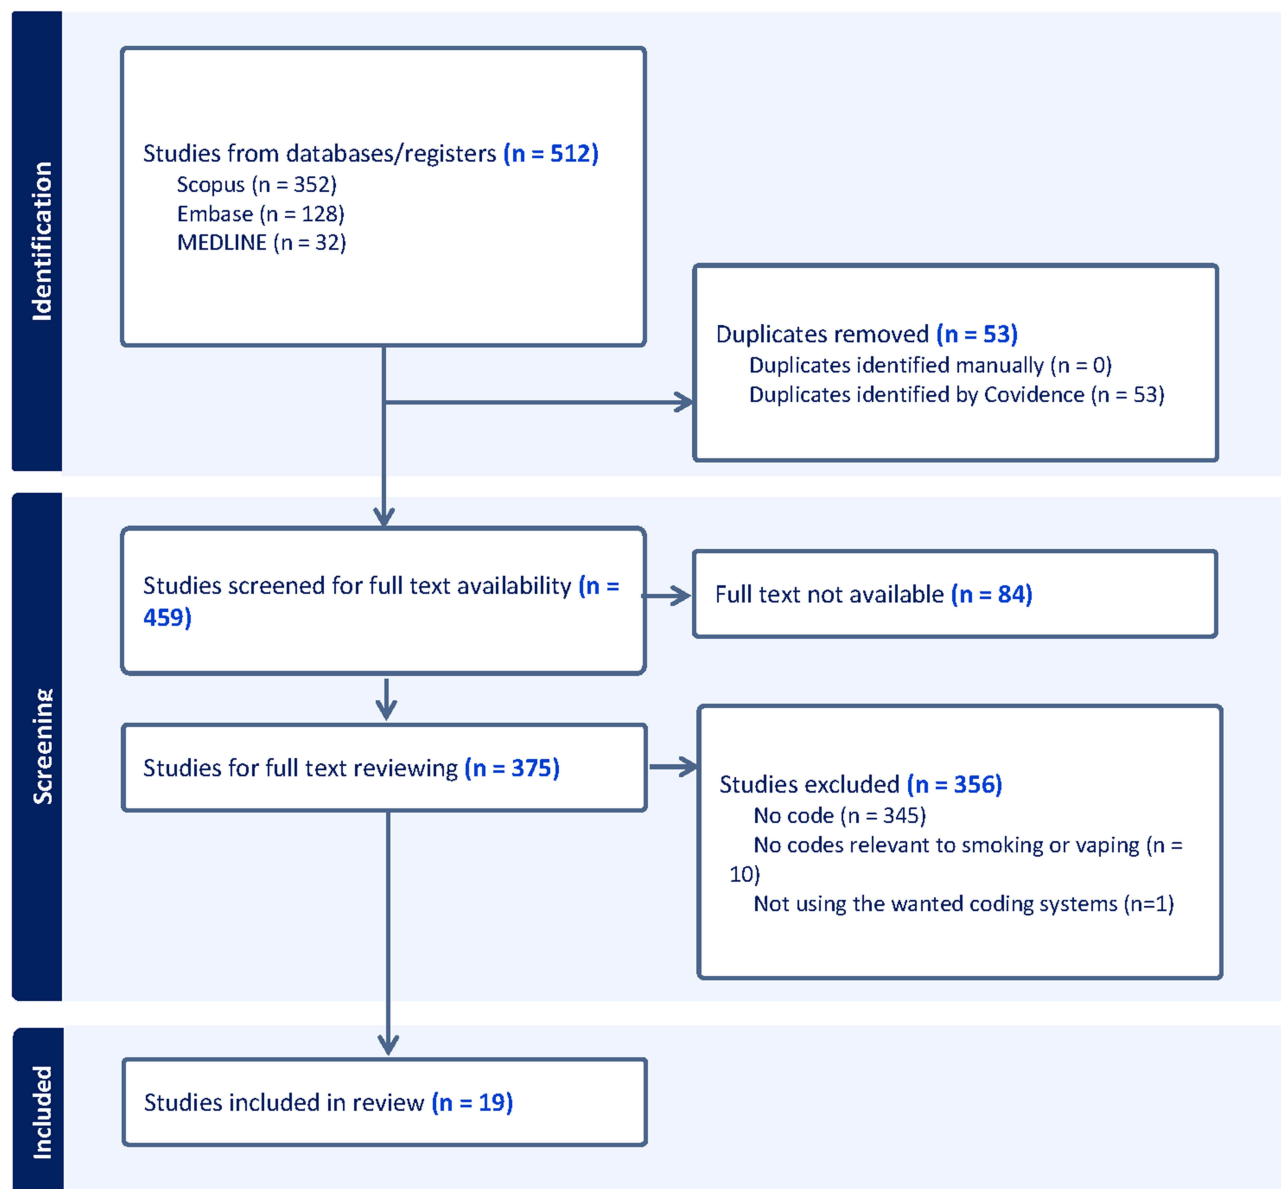 Identification
Studies from databases/registers (n = 512)
Scopus (n = 352)
Embase (n = 128)
MEDLINE (n = 32)
Duplicates removed (n = 53)
Duplicates identified manually (n = 0)
Duplicates identified by Covidence (n = 53)
Screening
Studies screened for full text availability (n =
459)
Full text not available (n = 84)
Studies for full text reviewing (n = 375)
Studies excluded (n = 356)
No code (n = 345)
No codes relevant to smoking or vaping (n =
10)
Not using the wanted coding systems (n=1)
Included
Studies included in review (n = 19)